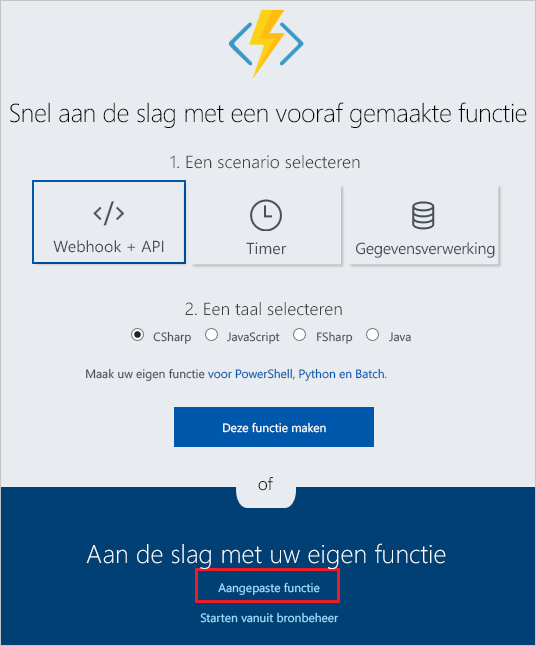 Snel aan de slag met een vooraf gemaakte functie
1. Een scenario selecteren
Webhook + API
Timer
Gegevensverwerking
2. Een taal selecteren
CSharp JavaScript FSharp Java
Maak uw eigen functie voor PowerShell, Python en Batch.
Deze functie maken
of
Aan de slag met uw eigen functie
Aangepaste functie
Starten vanuit bronbeheer